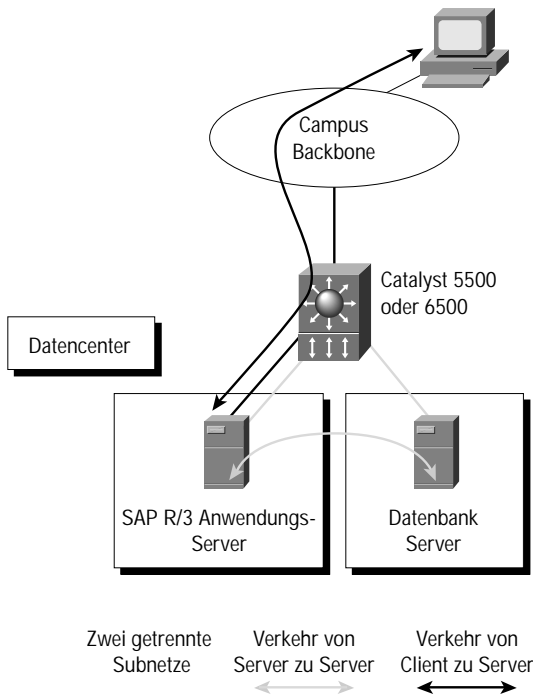 Campus
Backbone
Catalyst 5500
oder 6500
Datencenter
SAP R/3 Anwendungs-
Server
Datenbank
Server
Zwei getrennte
Subnetze
Verkehr von
Server zu Server
Verkehr von
Client zu Server